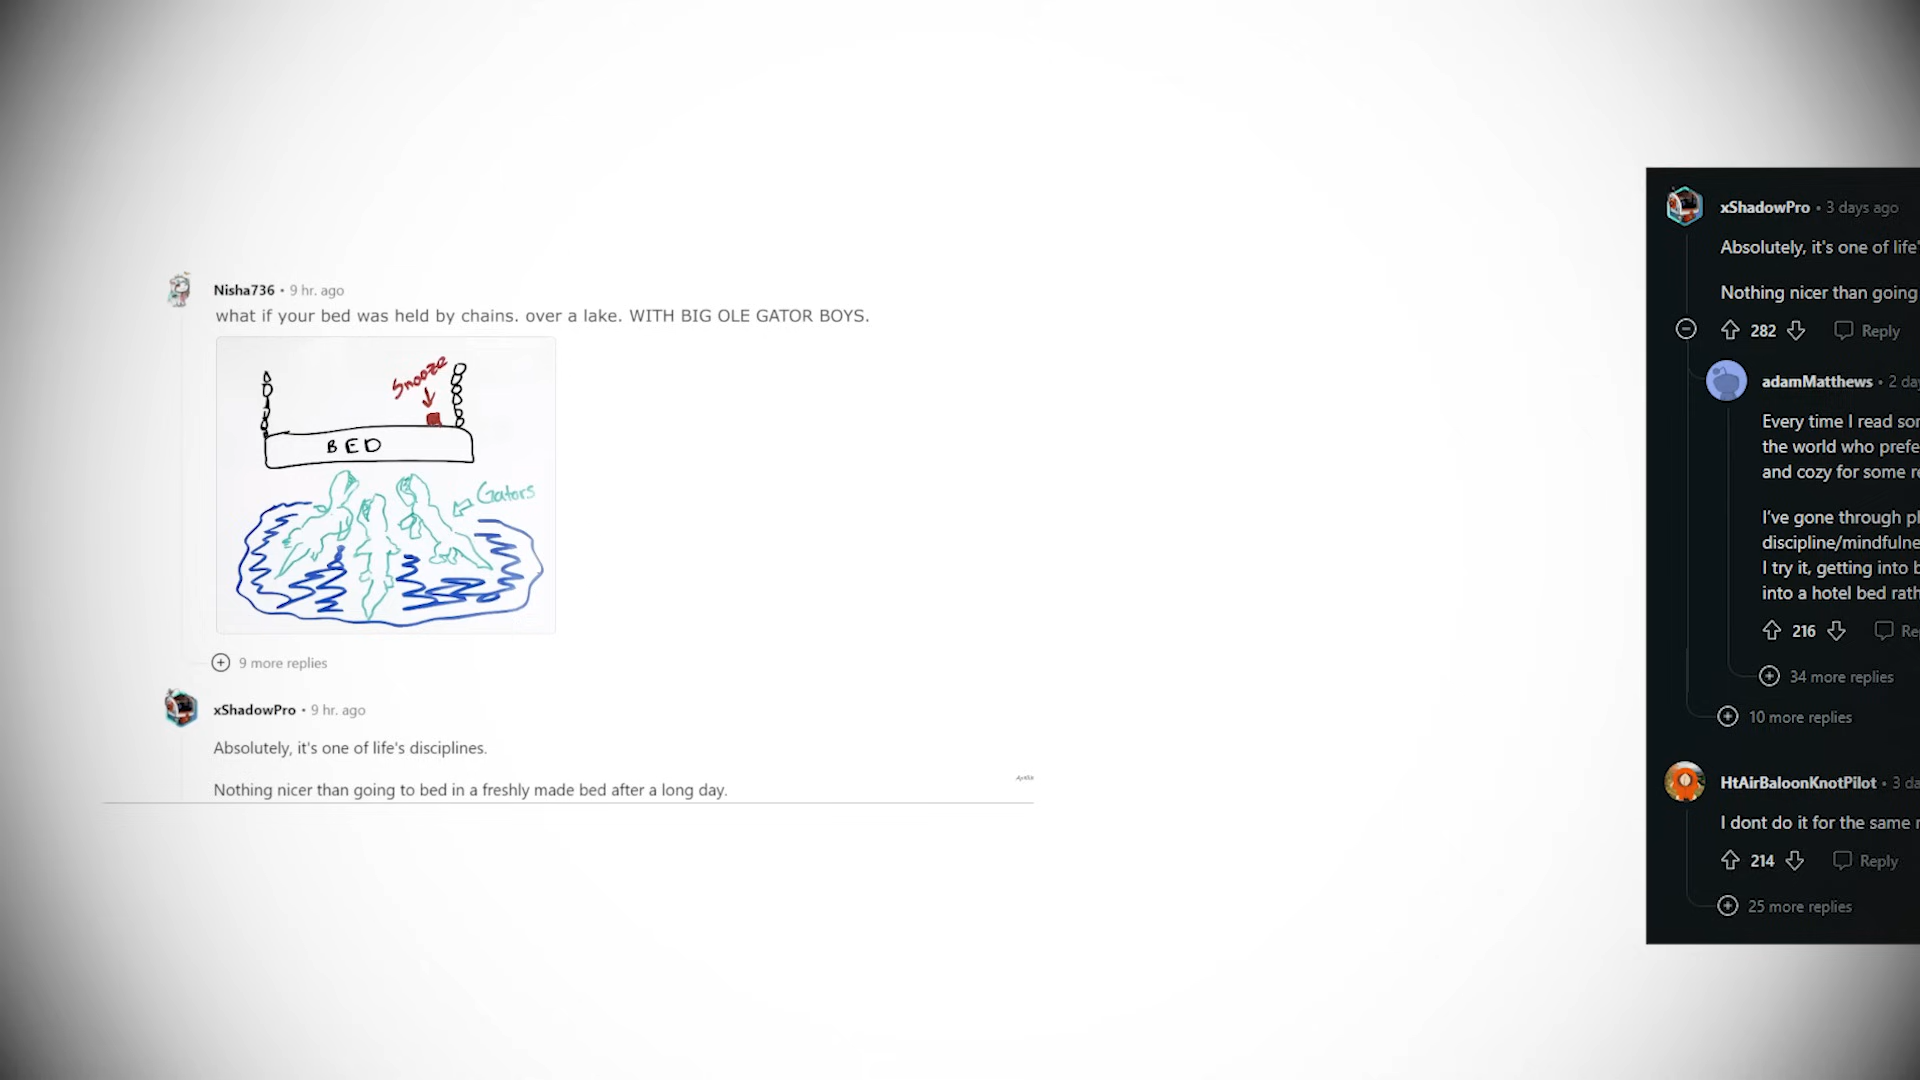 Nisha736 • 9 hr. ago
what if your bed was held by chains. over a lake. WITH BIG OLE GATOR BOYS.
Snooze
BED
Gators
9 more replies
xShadowPro • 9 hr. ago
Absolutely, it's one of life's disciplines.
Nothing nicer than going to bed in a freshly made bed after a long day.
xShadowPro • 3 days ago
Absolutely, it's one of life'
Nothing nicer than going
282 Reply
adamMatthews • 2 day
Every time I read so
the world who prefe
and cozy for some re
I've gone through p
discipline/mindfulne
I try it, getting into b
into a hotel bed rath
216 Re
34 more replies
10 more replies
HtAirBaloonKnotPilot • 3 da
I dont do it for the same
214 Reply
25 more replies